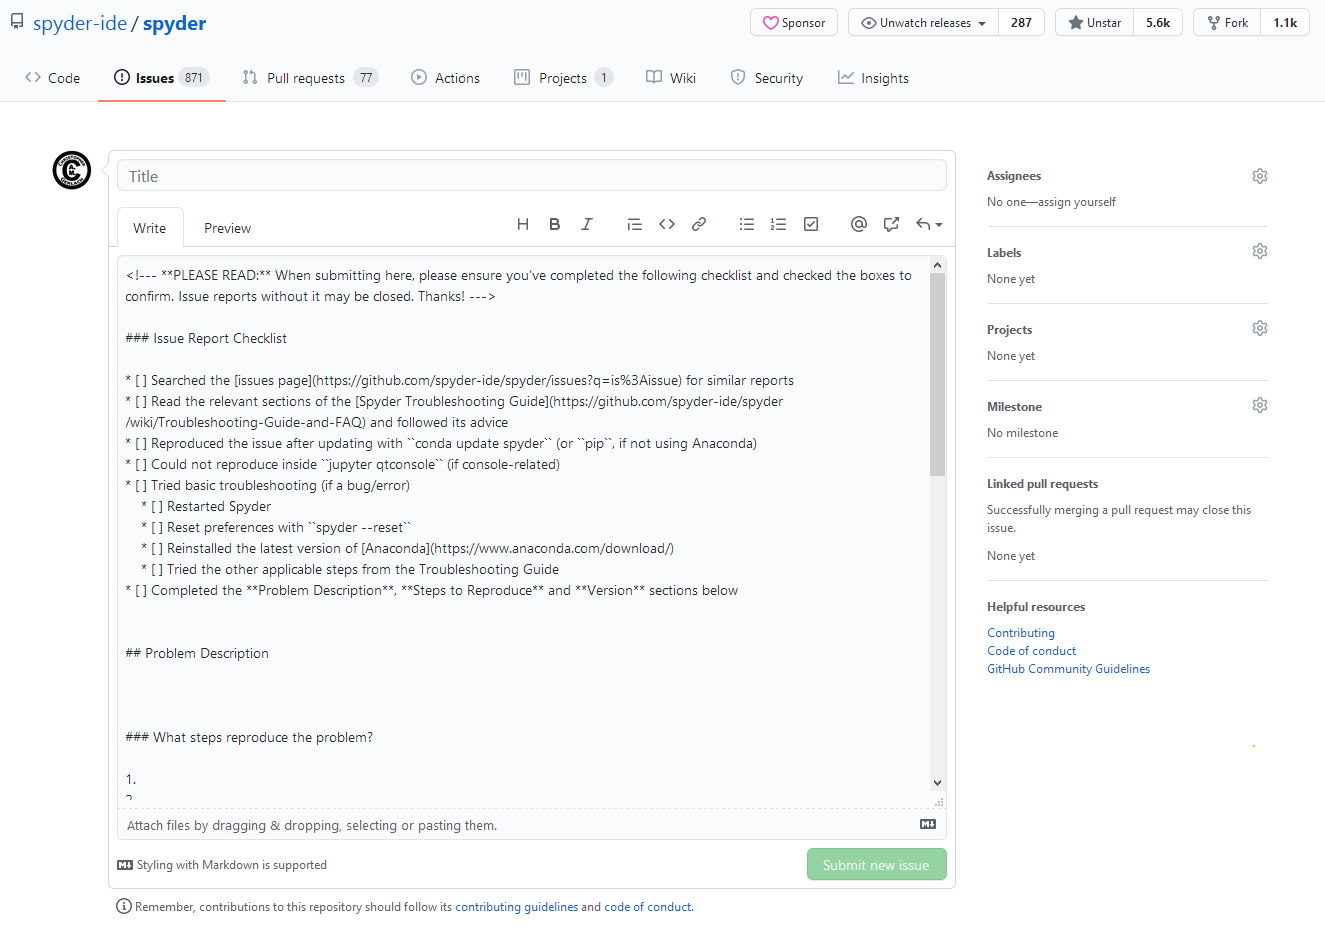 spyder-ide / spyder
Sponsor
Unwatch releases 287
Unstar 5.6k
Fork 1.1k
Code
Issues 871
Pull requests 77
Actions
Projects 1
Wiki
Security
Insights
Title
Write
Preview
<!--- **PLEASE READ:** When submitting here, please ensure you've completed the following checklist and checked the boxes to
confirm. Issue reports without it may be closed. Thanks! --->
### Issue Report Checklist
* [ ] Searched the [issues page](https://github.com/spyder-ide/spyder/issues?q=is%3Aissue) for similar reports
* [ ] Read the relevant sections of the [Spyder Troubleshooting Guide](https://github.com/spyder-ide/spyder
/wiki/Troubleshooting-Guide-and-FAQ) and followed its advice
* [ ] Reproduced the issue after updating with ``conda update spyder`` (or ``pip``, if not using Anaconda)
* [ ] Could not reproduce inside ``jupyter qtconsole`` (if console-related)
* [ ] Tried basic troubleshooting (if a bug/error)
* [ ] Restarted Spyder
* [ ] Reset preferences with ``spyder --reset``
* [ ] Reinstalled the latest version of [Anaconda](https://www.anaconda.com/download/)
* [ ] Tried the other applicable steps from the Troubleshooting Guide
* [ ] Completed the **Problem Description**, **Steps to Reproduce** and **Version** sections below
## Problem Description
### What steps reproduce the problem?
1.
Attach files by dragging & dropping, selecting or pasting them.
Styling with Markdown is supported
Submit new issue
Remember, contributions to this repository should follow its contributing guidelines and code of conduct.
Assignees
No one—assign yourself
Labels
None yet
Projects
None yet
Milestone
No milestone
Linked pull requests
Successfully merging a pull request may close this
issue.
None yet
Helpful resources
Contributing
Code of conduct
GitHub Community Guidelines